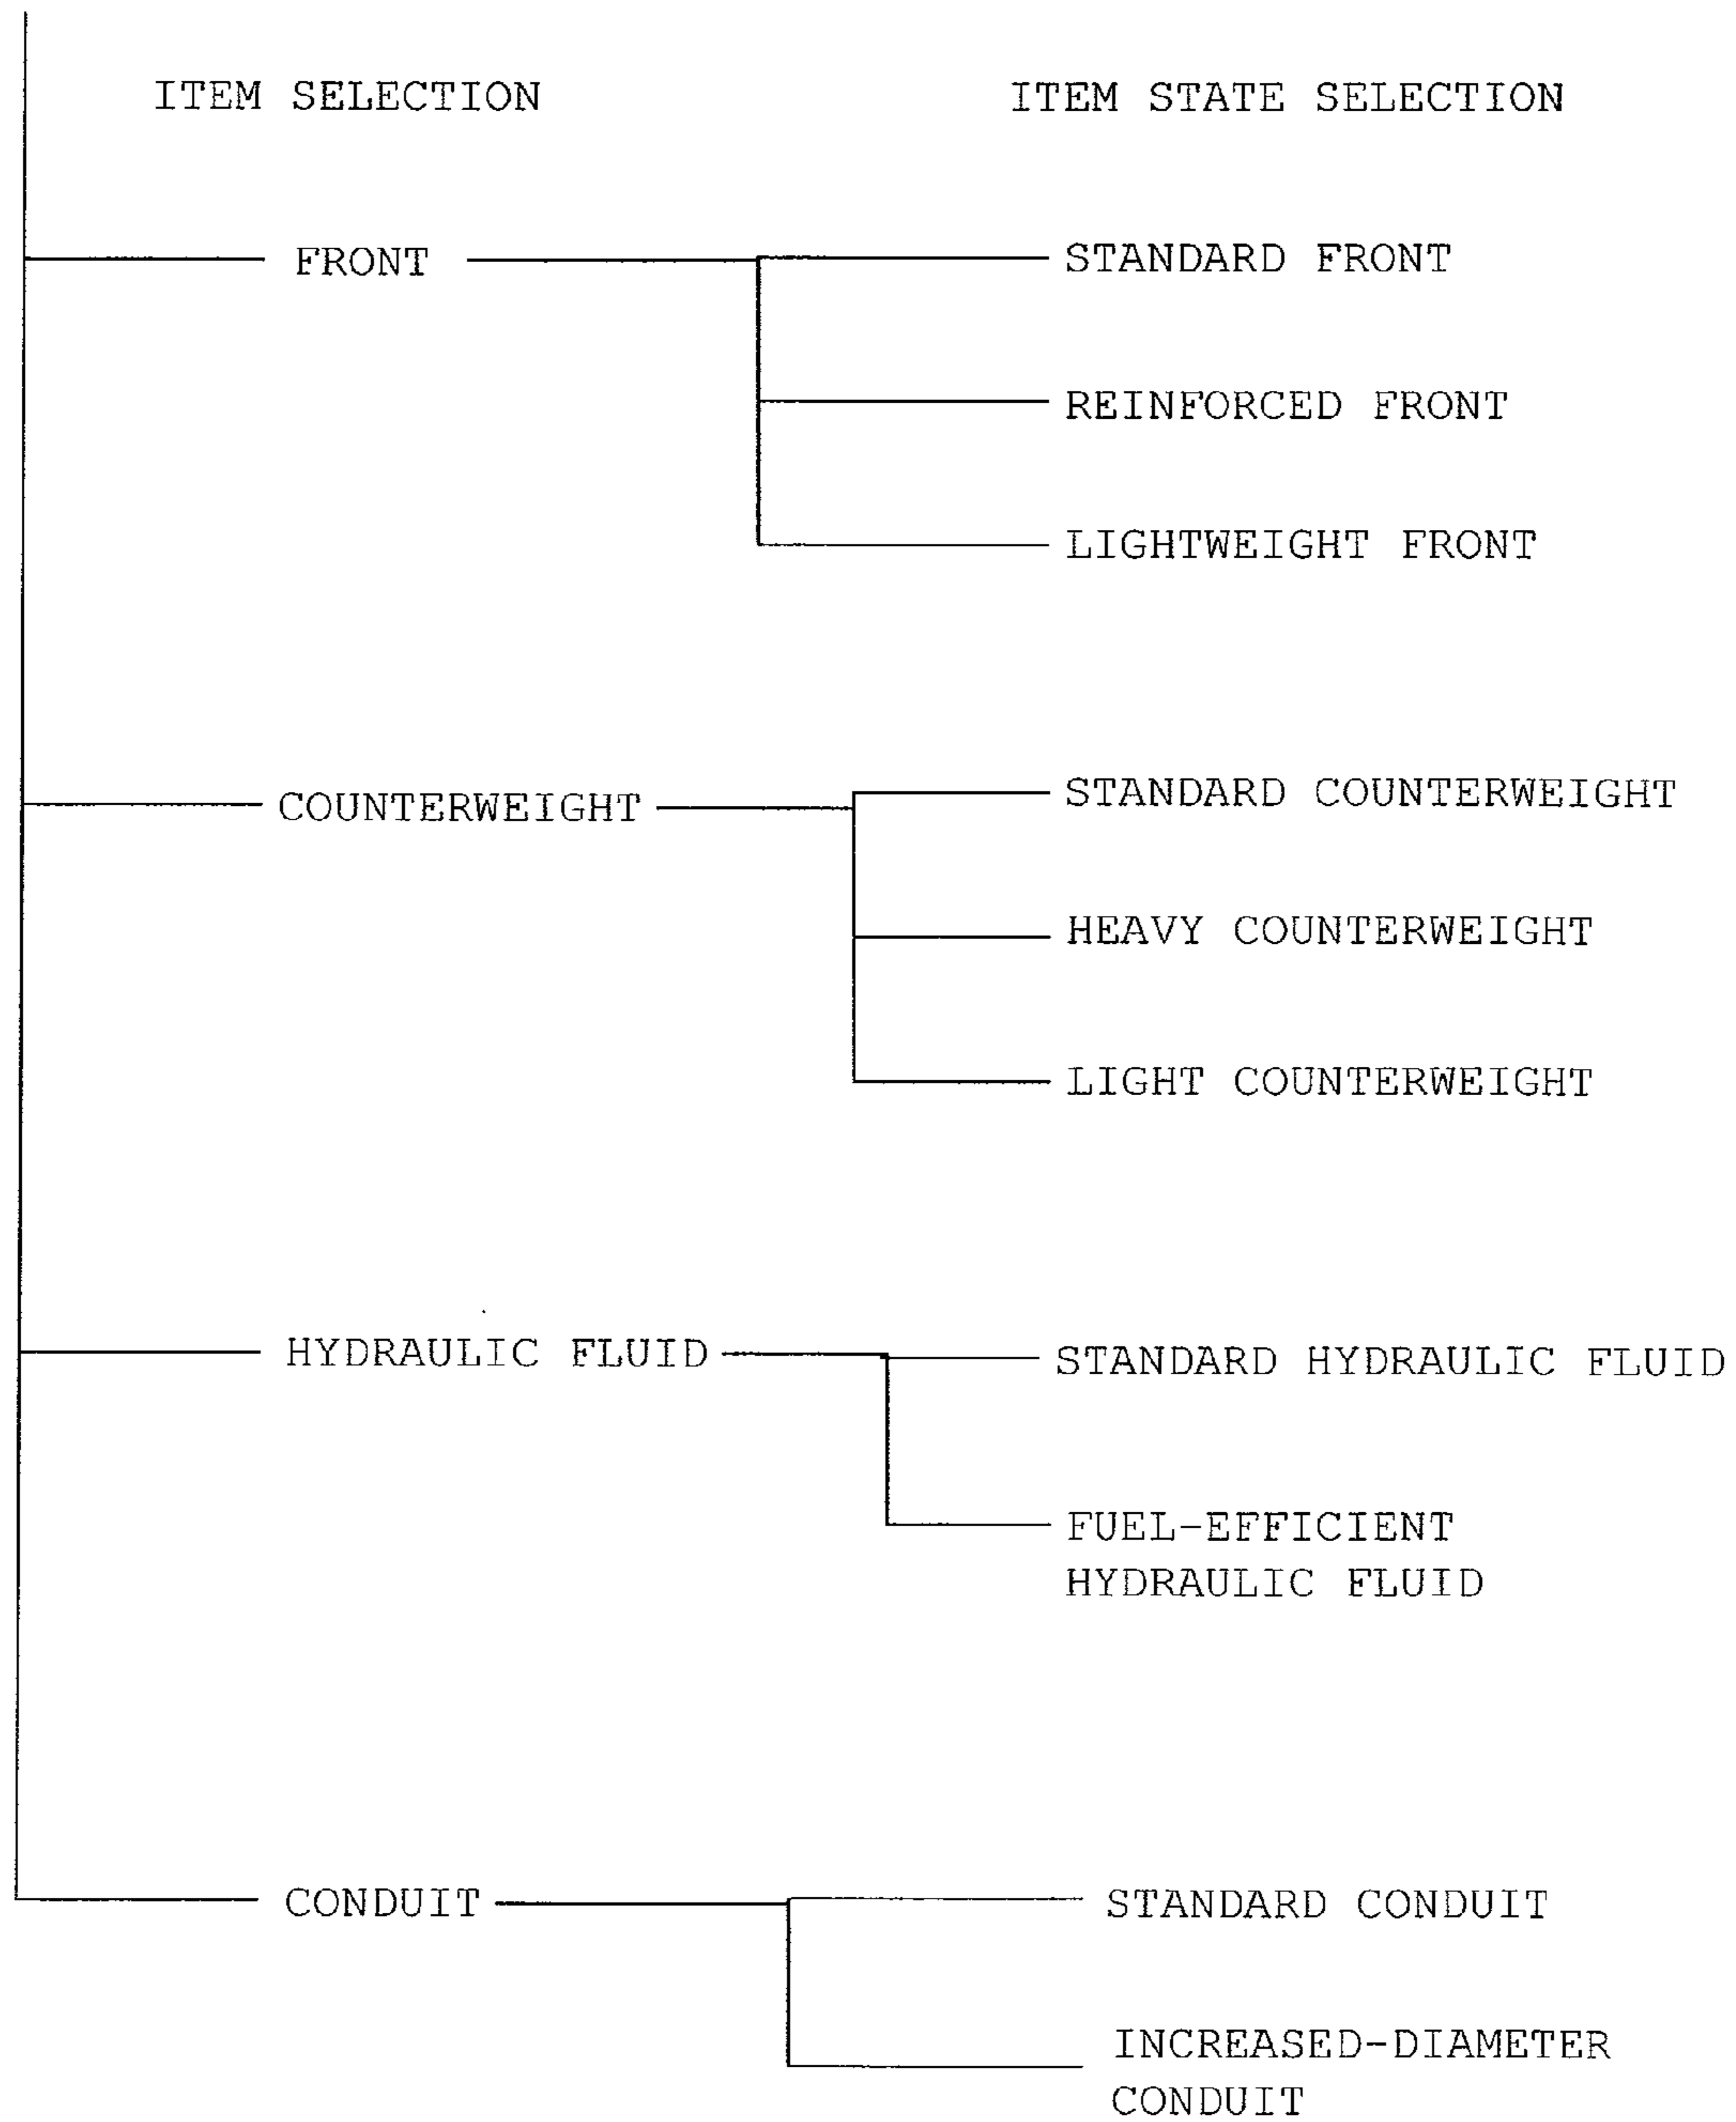 ITEM SELECTION
ITEM STATE SELECTION
FRONT
STANDARD FRONT
REINFORCED FRONT
LIGHTWEIGHT FRONT
COUNTERWEIGHT
STANDARD COUNTERWEIGHT
HEAVY COUNTERWEIGHT
LIGHT COUNTERWEIGHT
HYDRAULIC FLUID
STANDARD HYDRAULIC FLUID
FUEL-EFFICIENT
HYDRAULIC FLUID
CONDUIT
STANDARD CONDUIT
INCREASED-DIAMETER
CONDUIT